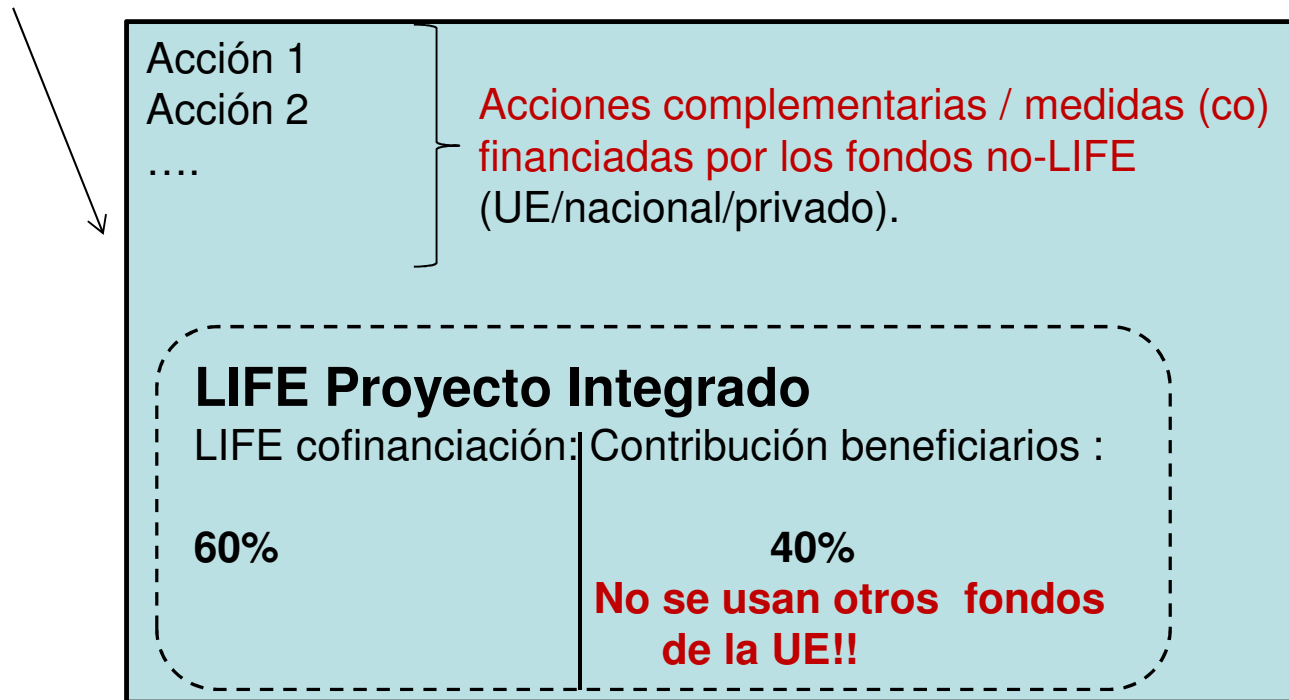 Acción 1
Acción 2
....
Acciones complementarias / medidas (co)
financiadas por los fondos no-LIFE
(UE/nacional/privado).
LIFE Proyecto Integrado
LIFE cofinanciación: Contribución beneficiarios :
60% 40%
No se usan otros fondos
de la UE!!